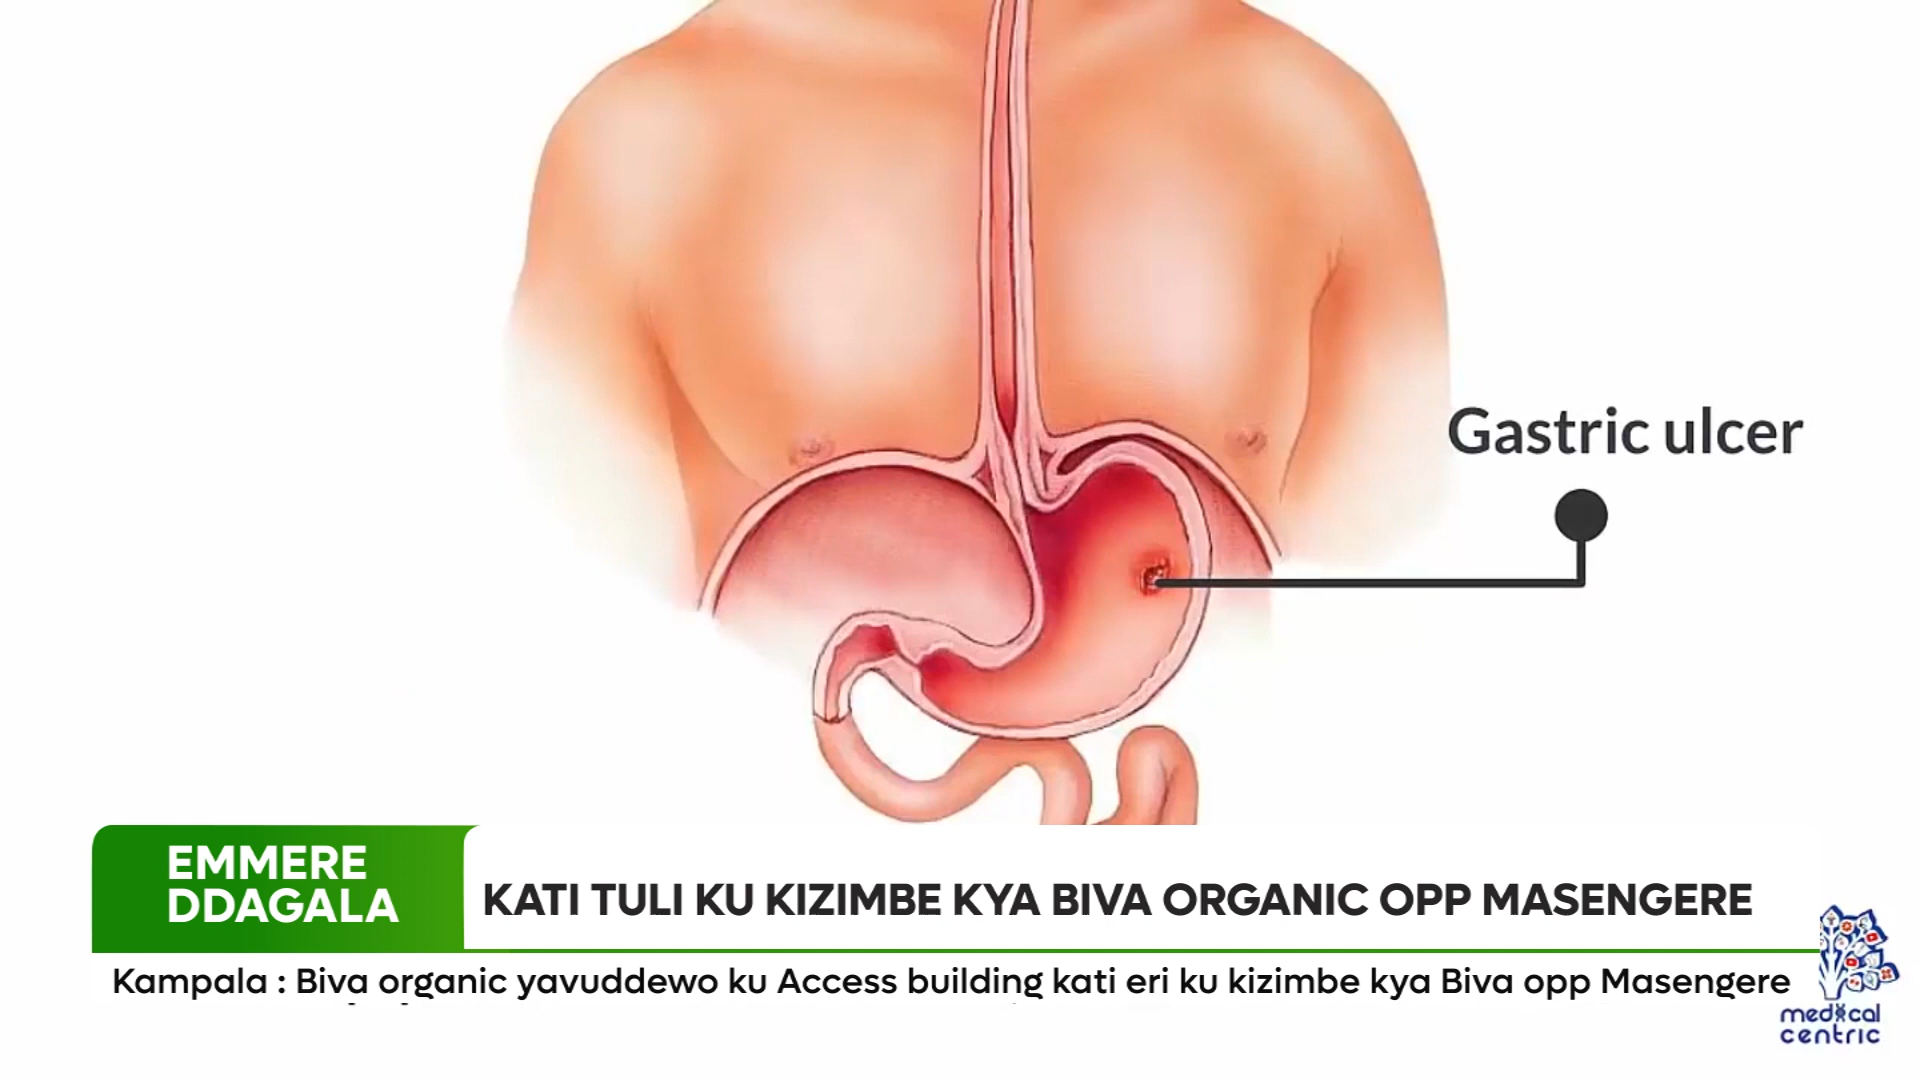 Gastric ulcer
EMMERE
DDAGALA
KATI TULI KU KIZIMBE KYA BIVA ORGANIC OPP MASENGERE
Kampala : Biva organic yavuddewo ku Access building kati eri ku kizimbe kya Biva opp Masengere
medical
centric